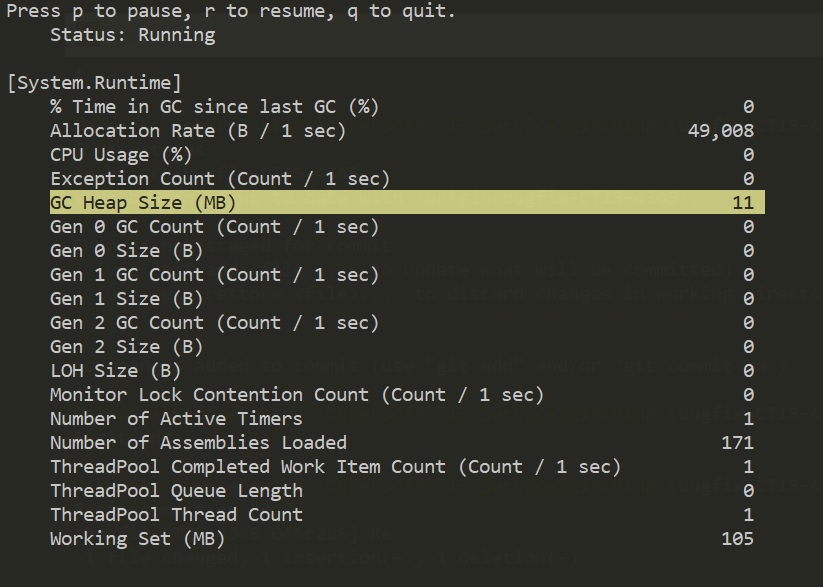 Press p to pause, r to resume, q to quit.
Status: Running
[System.Runtime]
% Time in GC since last GC (%) 0
Allocation Rate (B / 1 sec) 49,008
CPU Usage (%) 0
Exception Count (Count / 1 sec) 0
GC Heap Size (MB) 11
Gen 0 GC Count (Count / 1 sec) 0
Gen 0 Size (B) 0
Gen 1 GC Count (Count / 1 sec) 0
Gen 1 Size (B) 0
Gen 2 GC Count (Count / 1 sec) 0
Gen 2 Size (B) 0
LOH Size (B) 0
Monitor Lock Contention Count (Count / 1 sec) 0
Number of Active Timers 1
Number of Assemblies Loaded 171
ThreadPool Completed Work Item Count (Count / 1 sec) 1
ThreadPool Queue Length 0
ThreadPool Thread Count 1
Working Set (MB) 105